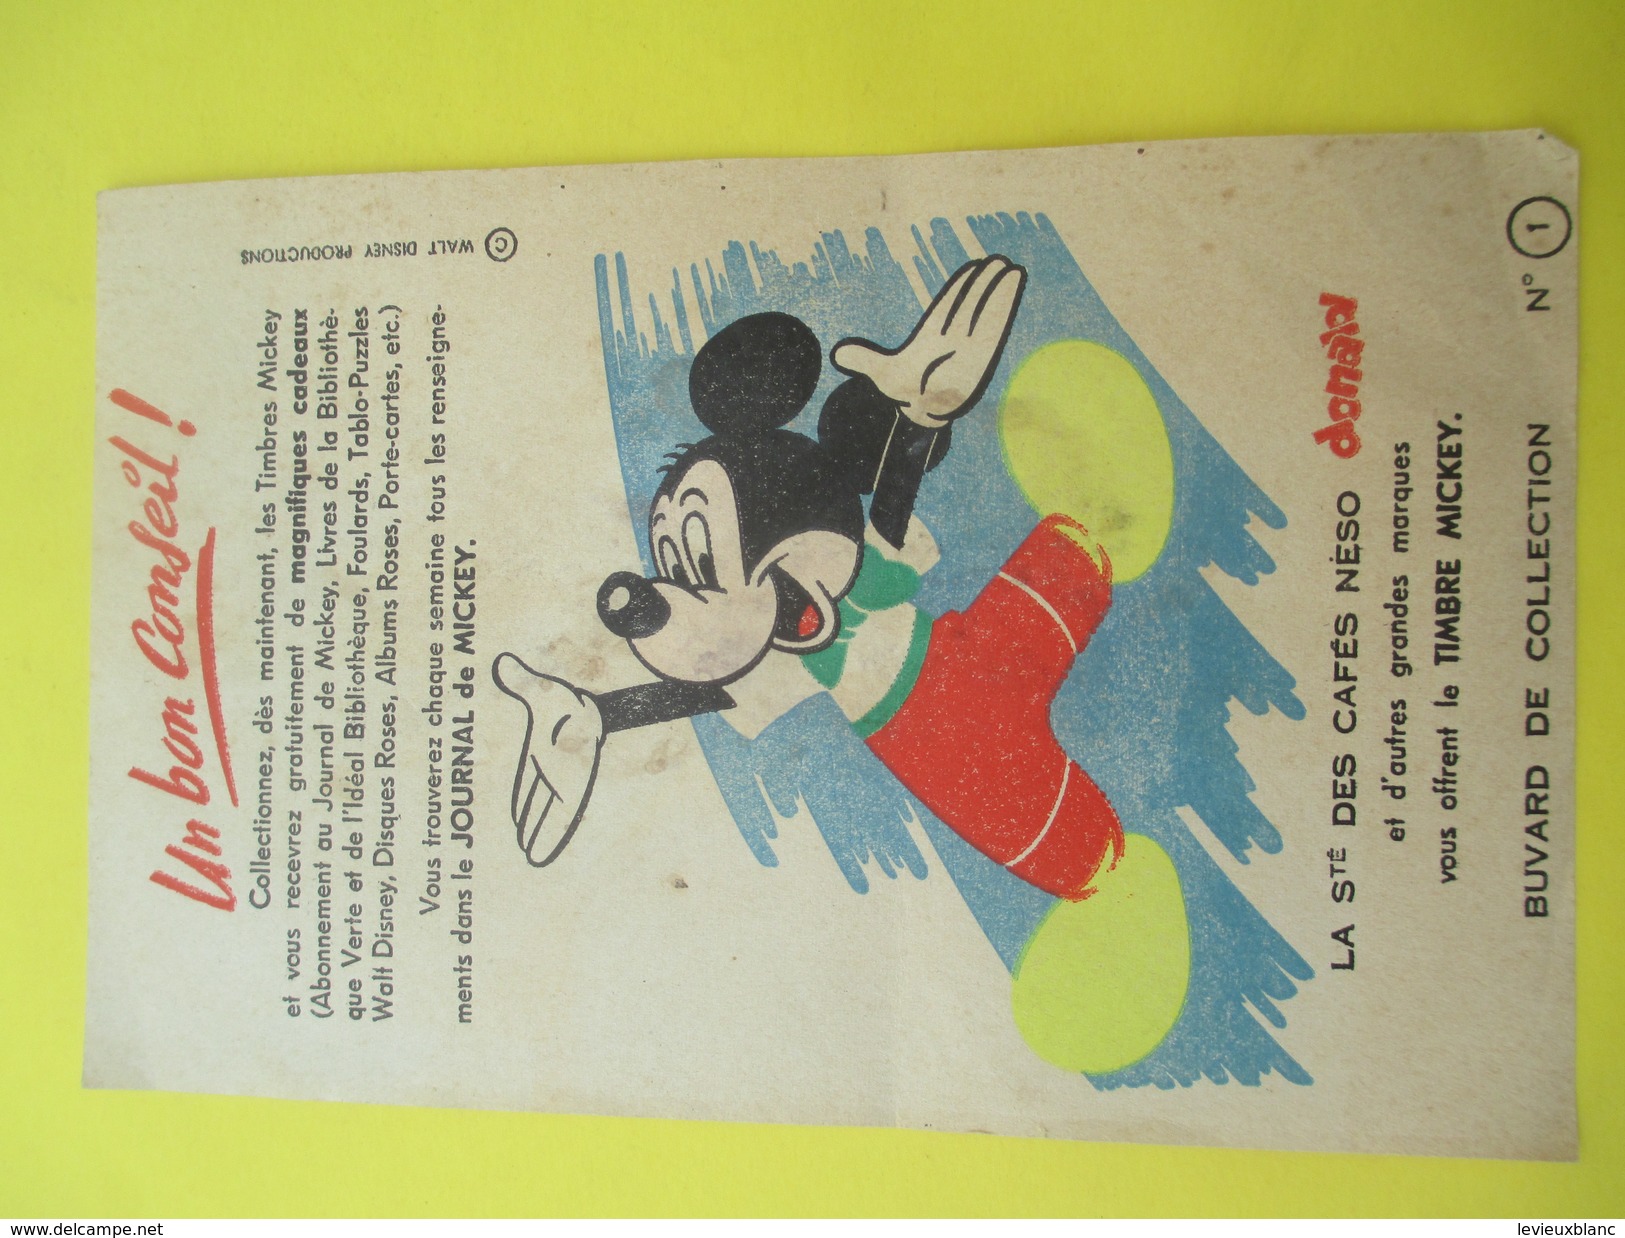 Un bon Conseil !
Collectionnez, dès maintenant, les Timbres Mickey
et vous recevrez gratuitement de magnifiques cadeaux
(Abonnement au Journal de Mickey, Livres de la Bibliothè-
que Verte et de l'Idéal Bibliothèque, Foulards, Tablo-Puzzles
Walt Disney, Disques Roses, Albums Roses, Porte-cartes, etc.)
Vous trouverez chaque semaine tous les renseigne-
ments dans le JOURNAL de MICKEY.
© WALT DISNEY PRODUCTIONS
LA STÉ DES CAFÉS NÈSO donald
et d'autres grandes marques
vous offrent le TIMBRE MICKEY.
BUVARD DE COLLECTION N° 1
www.delcampe.net
levieuxblanc